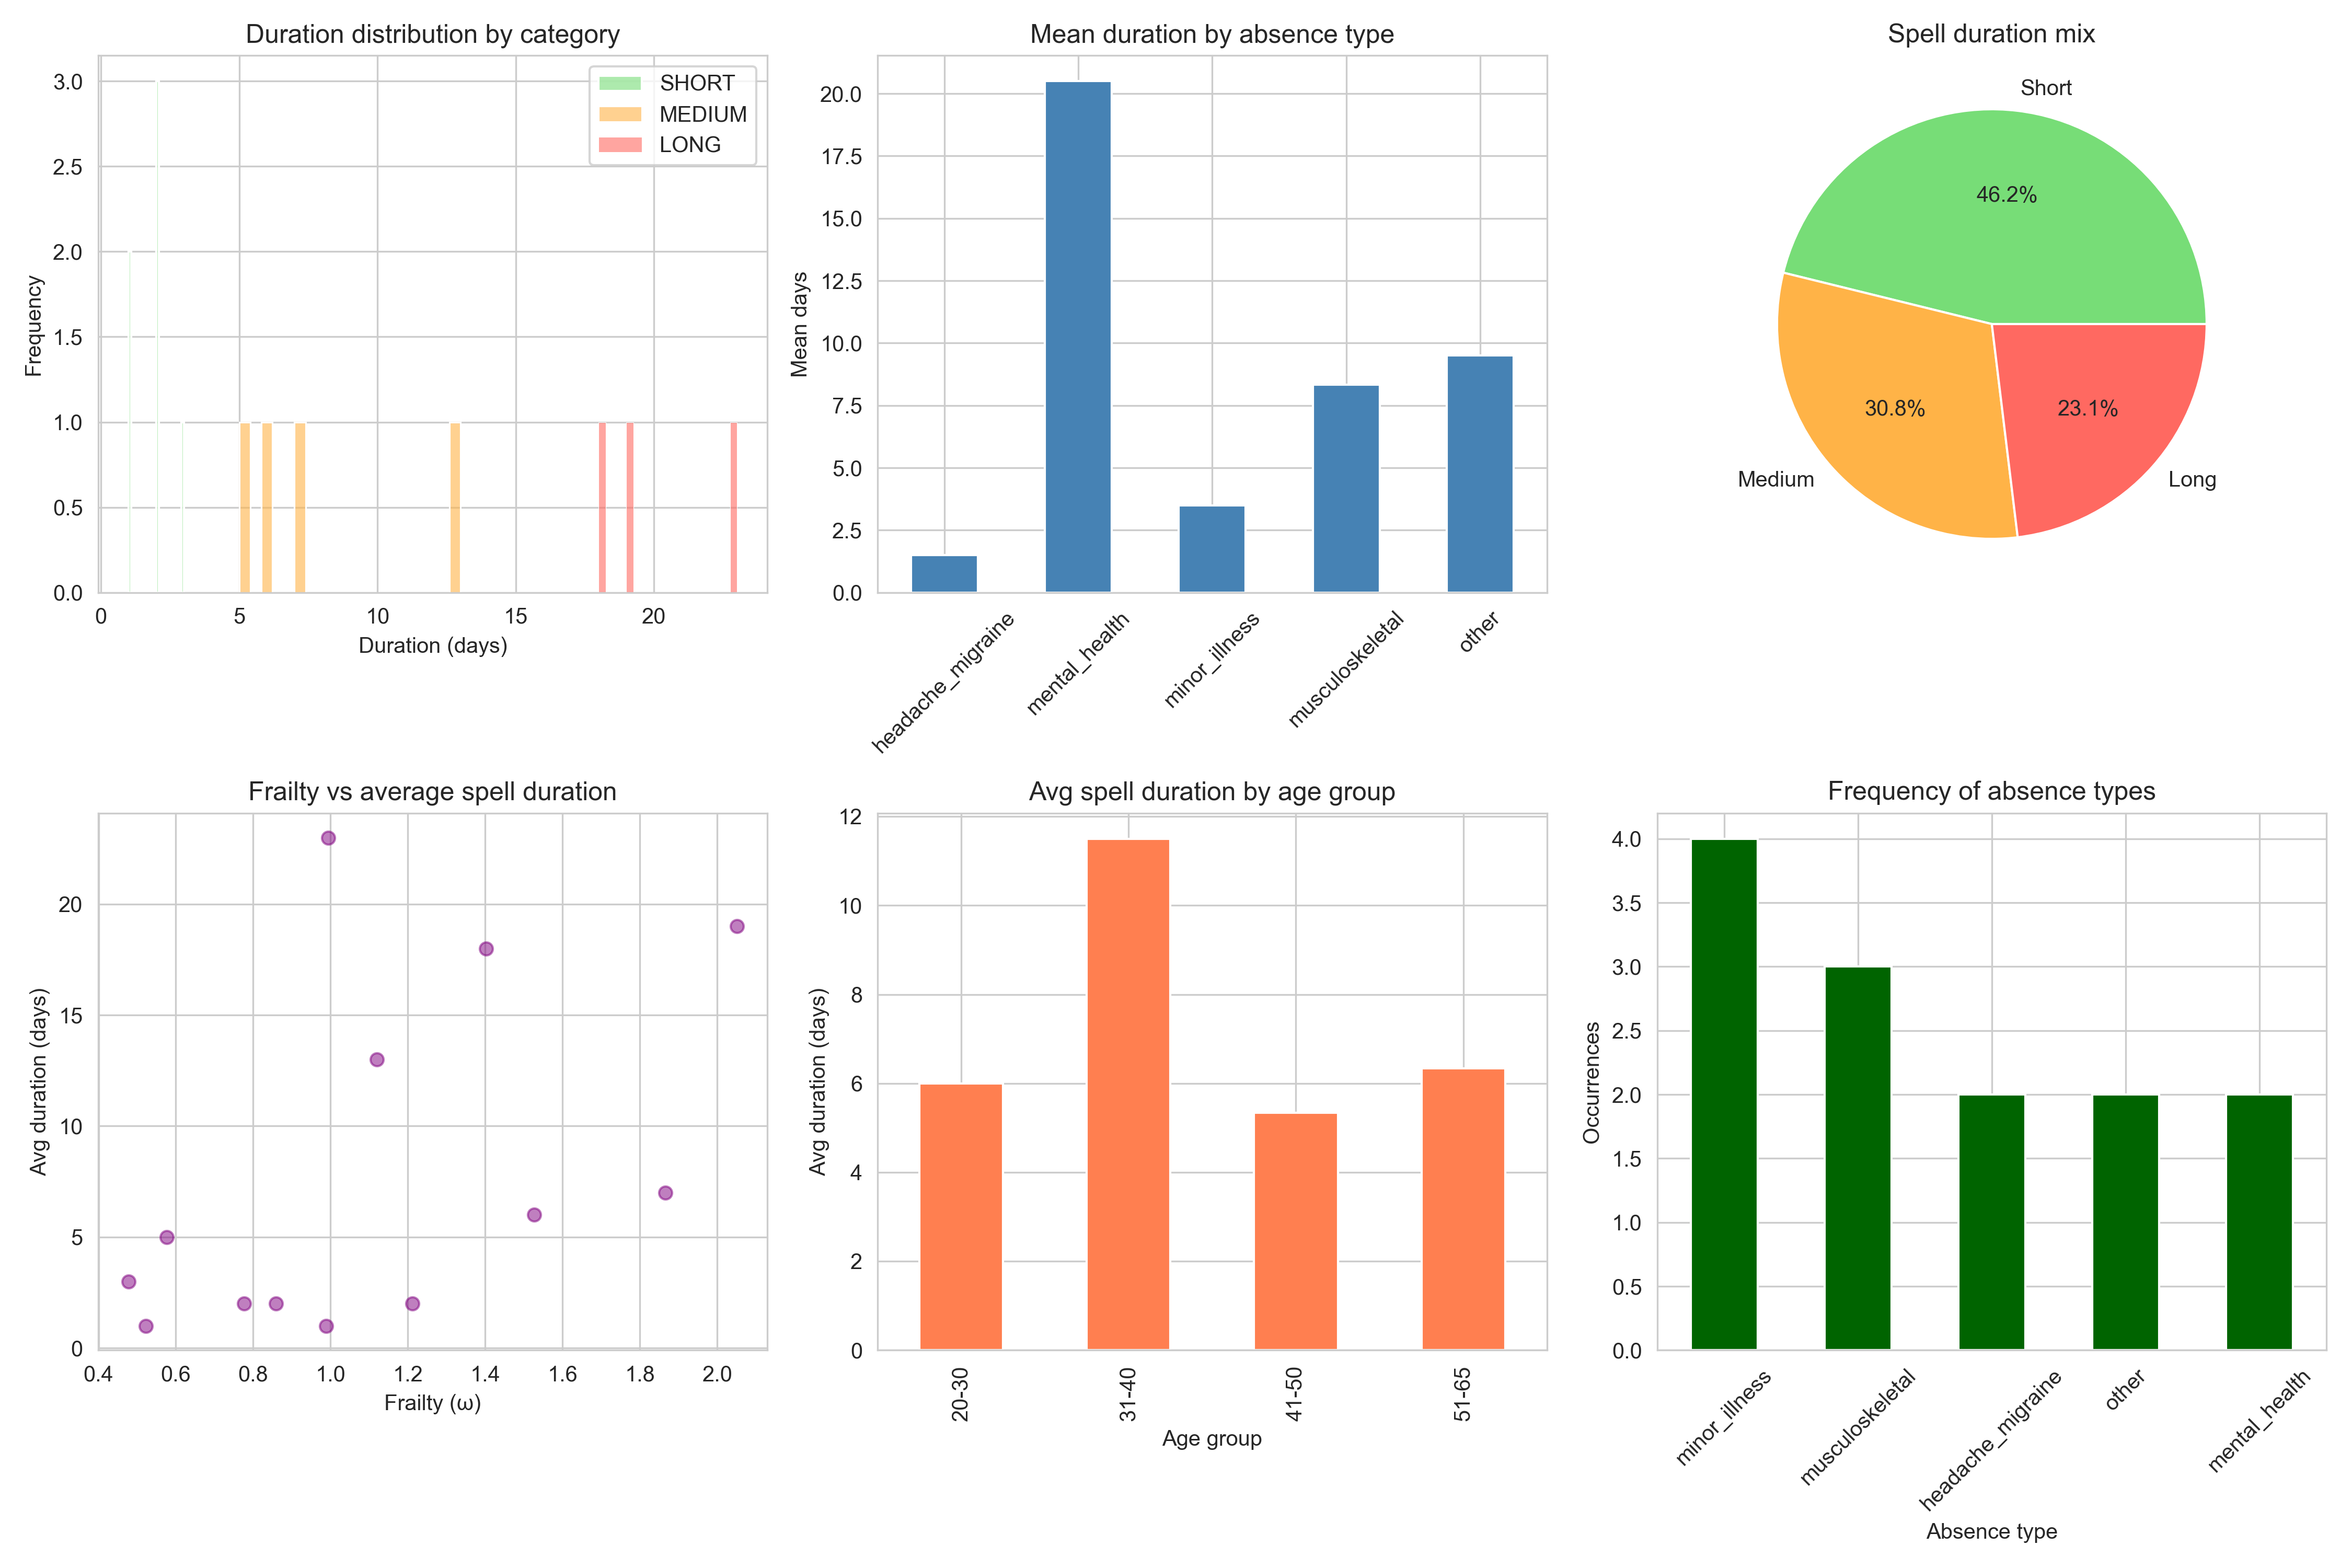 Duration distribution by category
3.0
2.5
2.0
1.5
1.0
0.5
0.0
Frequency
0
5
10
15
20
Duration (days)
SHORT
MEDIUM
LONG
Mean duration by absence type
20.0
17.5
15.0
12.5
10.0
7.5
5.0
2.5
0.0
Mean days
headache_migraine
mental_health
minor_illness
musculoskeletal
other
Spell duration mix
Short
46.2%
30.8%
23.1%
Medium
Long
Frailty vs average spell duration
20
15
10
5
0
Avg duration (days)
0.4
0.6
0.8
1.0
1.2
1.4
1.6
1.8
2.0
Frailty (ω)
Avg spell duration by age group
12
10
8
6
4
2
0
Avg duration (days)
20-30
31-40
41-50
51-65
Age group
Frequency of absence types
4.0
3.5
3.0
2.5
2.0
1.5
1.0
0.5
0.0
Occurrences
minor_illness
musculoskeletal
headache_migraine
other
mental_health
Absence type